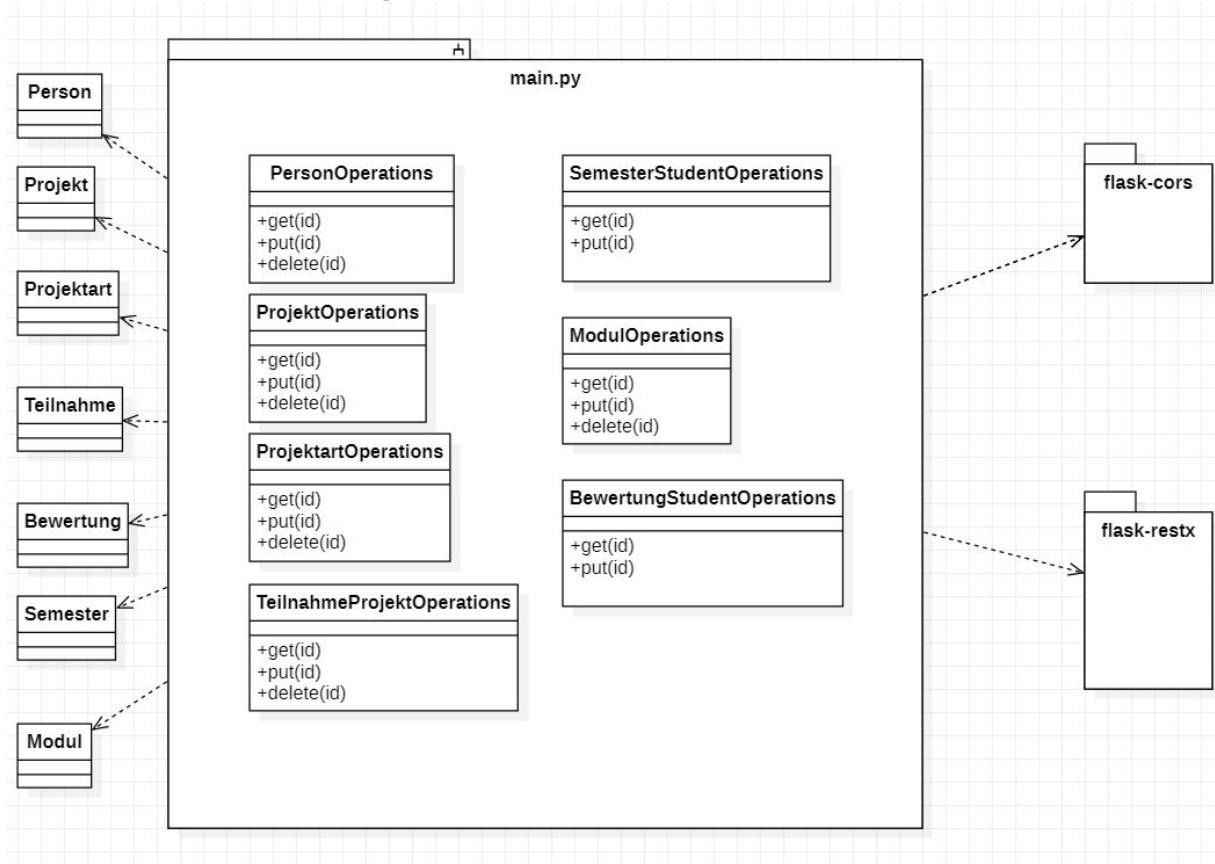 main.py
Person
Projekt
Projektart
Teilnahme
Bewertung
Semester
Modul
PersonOperations
+get(id)
+put(id)
+delete(id)
ProjektOperations
+get(id)
+put(id)
+delete(id)
ProjektartOperations
+get(id)
+put(id)
+delete(id)
TeilnahmeProjektOperations
+get(id)
+put(id)
+delete(id)
SemesterStudentOperations
+get(id)
+put(id)
ModulOperations
+get(id)
+put(id)
+delete(id)
BewertungStudentOperations
+get(id)
+put(id)
flask-cors
flask-restx